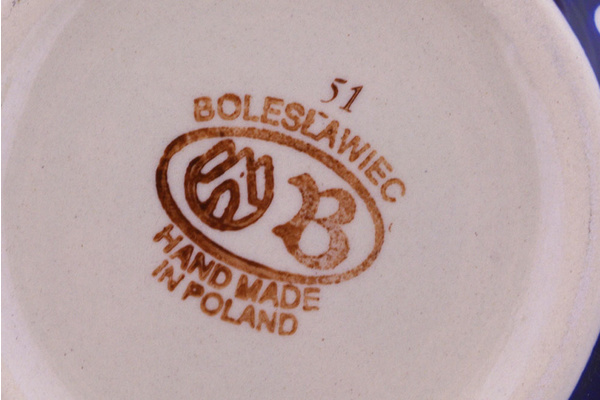 51
BOLESŁAWIEC
B
HAND MADE
IN POLAND